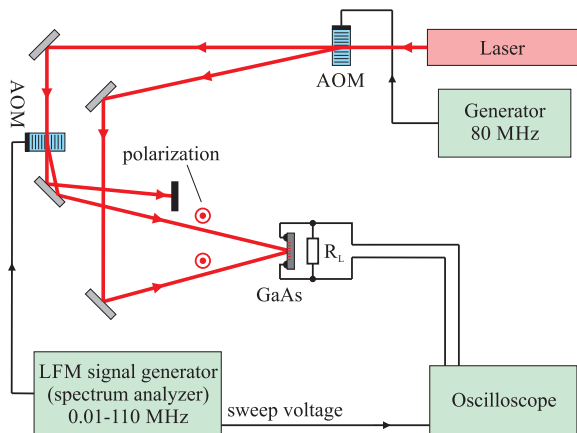 Laser
AOM
Generator
80 MHz
AOM
polarization
R_L
GaAs
LFM signal generator
(spectrum analyzer)
0.01-110 MHz
sweep voltage
Oscilloscope